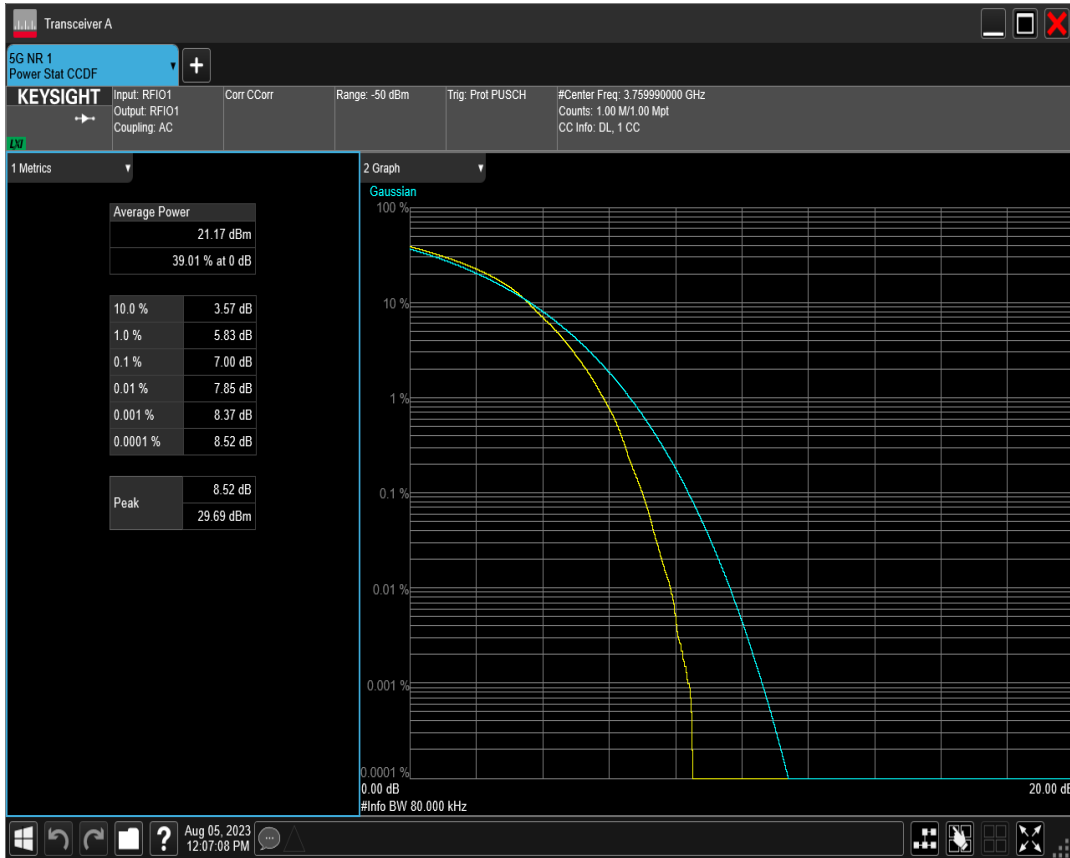 Transceiver A
5G NR 1
Power Stat CCDF
+
KEYSIGHT
LXI
Input: RFIO1
Output: RFIO1
Coupling: AC
Corr CCorr
Range: -50 dBm
Trig: Prot PUSCH
#Center Freq: 3.759990000 GHz
Counts: 1.00 M/1.00 Mpt
CC Info: DL, 1 CC
1 Metrics
Average Power
21.17 dBm
39.01 % at 0 dB
10.0 % 3.57 dB
1.0 % 5.83 dB
0.1 % 7.00 dB
0.01 % 7.85 dB
0.001 % 8.37 dB
0.0001 % 8.52 dB
Peak
8.52 dB
29.69 dBm
2 Graph
Gaussian
100 %
10 %
1 %
0.1 %
0.01 %
0.001 %
0.0001 %
0.00 dB
20.00 dB
#Info BW 80.000 kHz
?
Aug 05, 2023
12:07:08 PM